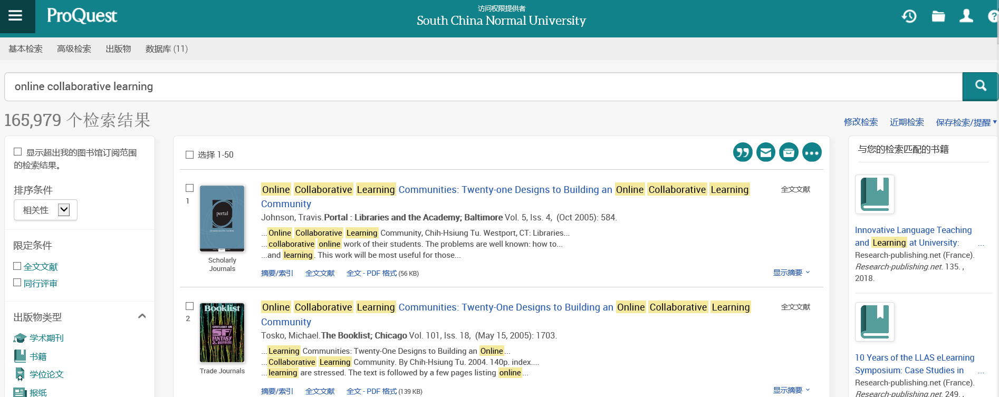 ProQuest
访问权限提供者
South China Normal University
基本检索 高级检索 出版物 数据库 (11)
online collaborative learning
165,979 个检索结果
修改检索 近期检索 保存检索/提醒
显示超出我的图书馆订阅范围
的检索结果。
排序条件
相关性
限定条件
全文文献
同行评审
出版物类型
学术期刊
书籍
学位论文
报纸
选择 1-50
1
portal
Scholarly
Journals
Online Collaborative Learning Communities: Twenty-one Designs to Building an Online Collaborative Learning
Community
全文文献
Johnson, Travis.Portal : Libraries and the Academy; Baltimore Vol. 5, Iss. 4, (Oct 2005): 584.
...Online Collaborative Learning Community, Chih-Hsiung Tu. Westport, CT: Libraries...
...collaborative online work of their students. The problems are well known: how to...
...and learning. This work will be most useful for those...
摘要/索引 全文文献 全文 - PDF 格式 (56 KB)
显示摘要
2
Booklist
SPOTLIGHT ON
SF/
FANTASY
& HORROR
Trade Journals
Online Collaborative Learning Communities: Twenty-One Designs to Building an Online Collaborative Learning
Community
全文文献
Tosko, Michael.The Booklist; Chicago Vol. 101, Iss. 18, (May 15, 2005): 1703.
...Learning Communities: Twenty-One Designs to Building an Online...
...Collaborative Learning Community. By Chih-Hsiung Tu. 2004. 140p. index....
...learning are stressed. The text is followed by a few pages listing online...
摘要/索引 全文文献 全文 - PDF 格式 (139 KB)
显示摘要
与您的检索匹配的书籍
Innovative Language Teaching
and Learning at University: ...
Research-publishing.net (France).
Research-publishing.net. 135. ,
2018.
10 Years of the LLAS eLearning
Symposium: Case Studies in ...
Research-publishing.net (France).
Research-publishing.net. 249. ,